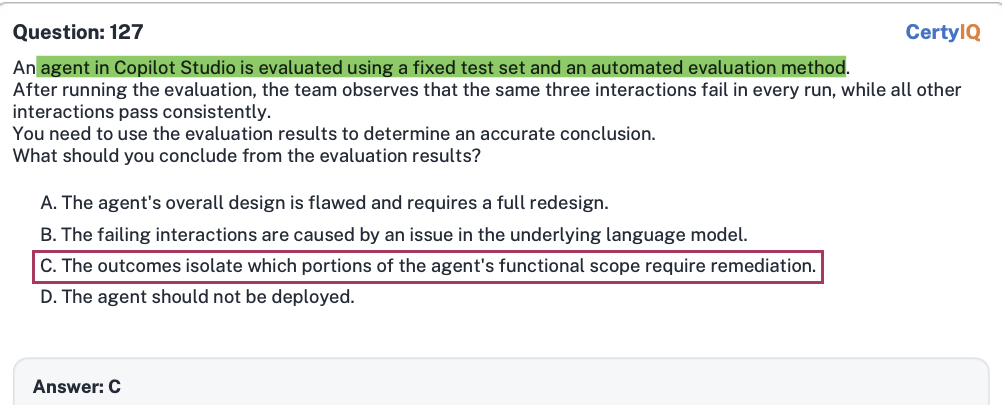 Question: 127
CertyIQ
An agent in Copilot Studio is evaluated using a fixed test set and an automated evaluation method.
After running the evaluation, the team observes that the same three interactions fail in every run, while all other
interactions pass consistently.
You need to use the evaluation results to determine an accurate conclusion.
What should you conclude from the evaluation results?
A. The agent's overall design is flawed and requires a full redesign.
B. The failing interactions are caused by an issue in the underlying language model.
C. The outcomes isolate which portions of the agent's functional scope require remediation.
D. The agent should not be deployed.
Answer: C